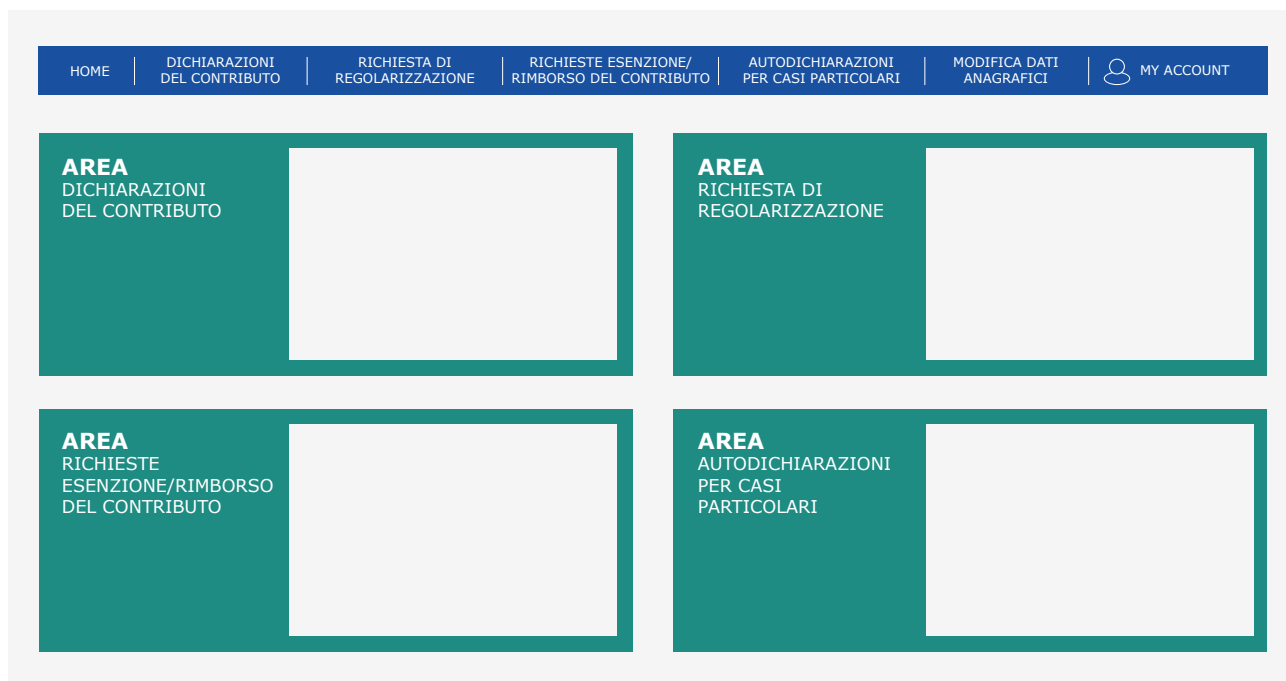 HOME
DICHIARAZIONI
DEL CONTRIBUTO
RICHIESTA DI
REGOLARIZZAZIONE
RICHIESTE ESENZIONE/
RIMBORSO DEL CONTRIBUTO
AUTODICHIARAZIONI
PER CASI PARTICOLARI
MODIFICA DATI
ANAGRAFICI
MY ACCOUNT
AREA
DICHIARAZIONI
DEL CONTRIBUTO
AREA
RICHIESTA DI
REGOLARIZZAZIONE
AREA
RICHIESTE
ESENZIONE/RIMBORSO
DEL CONTRIBUTO
AREA
AUTODICHIARAZIONI
PER CASI
PARTICOLARI